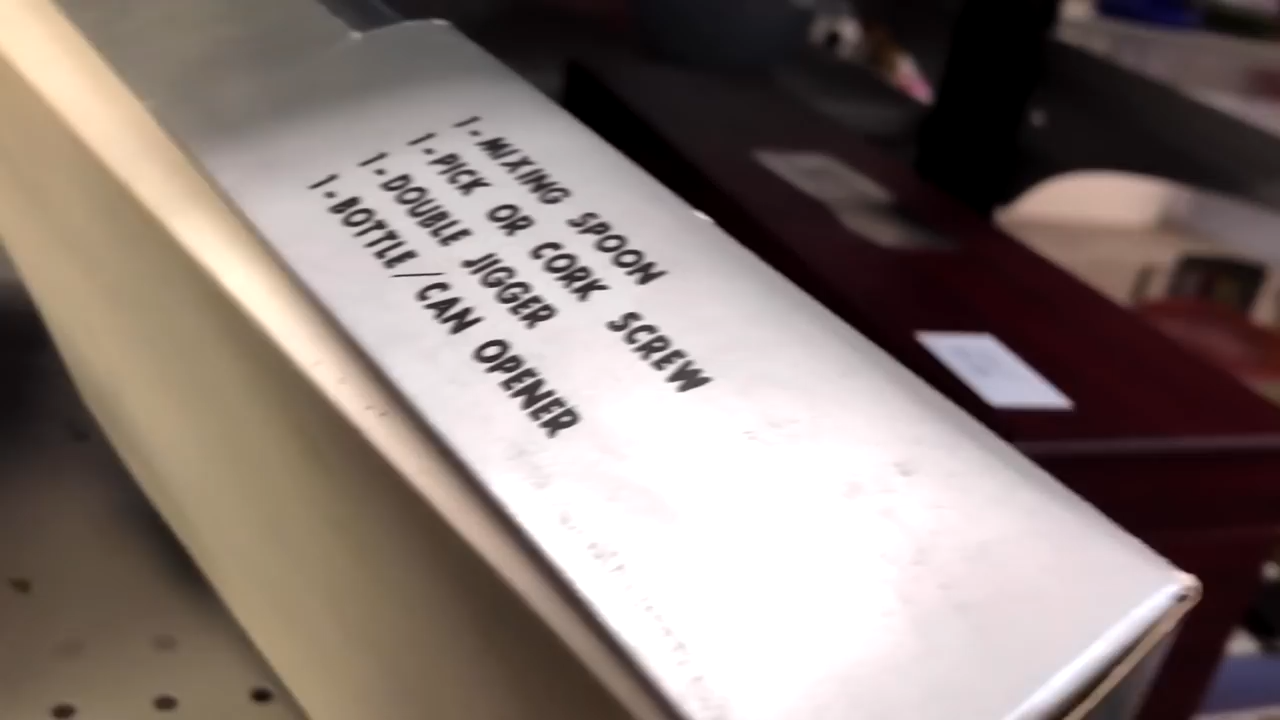 1-MIXING SPOON
1-PICK OR CORK SCREW
1-DOUBLE JIGGER
1-BOTTLE/CAN OPENER